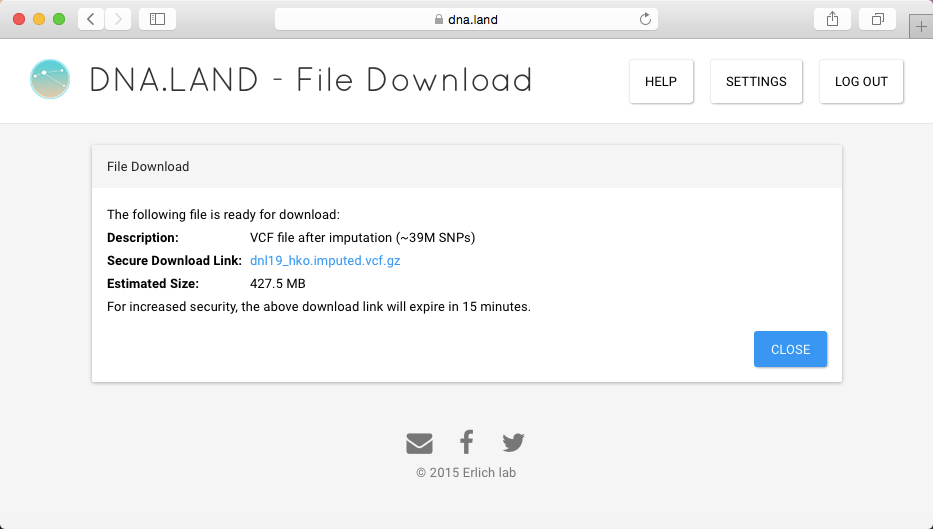 dna.land
DNA.LAND - File Download
HELP
SETTINGS
LOG OUT
File Download
The following file is ready for download:
Description: VCF file after imputation (~39M SNPs)
Secure Download Link: dnl19_hko.imputed.vcf.gz
Estimated Size: 427.5 MB
For increased security, the above download link will expire in 15 minutes.
CLOSE
© 2015 Erlich lab